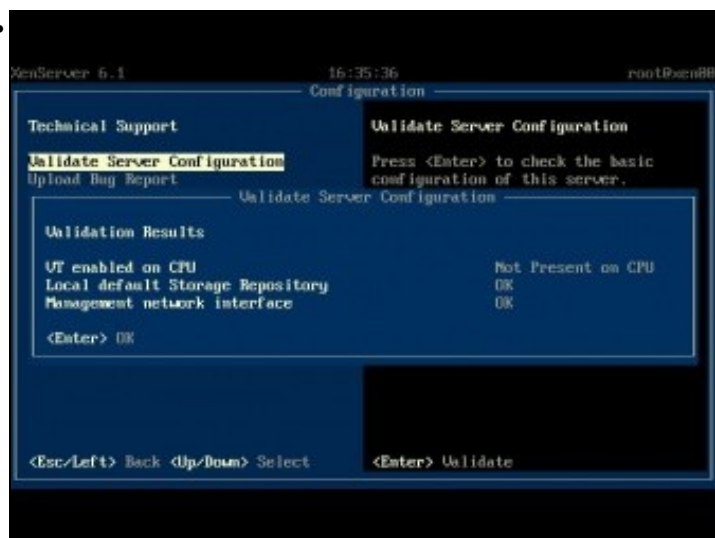 XenServer 6.1 16:35:36 root@xen00
Configuration
Technical Support
Validate Server Configuration
Validate Server Configuration
Press <Enter> to check the basic
Upload Bug Report
configuration of this server.
Validate Server Configuration
Validation Results
VT enabled on CPU Not Present on CPU
Local default Storage Repository OK
Management network interface OK
<Enter> OK
<Esc/Left> Back <Up/Down> Select
<Enter> Validate